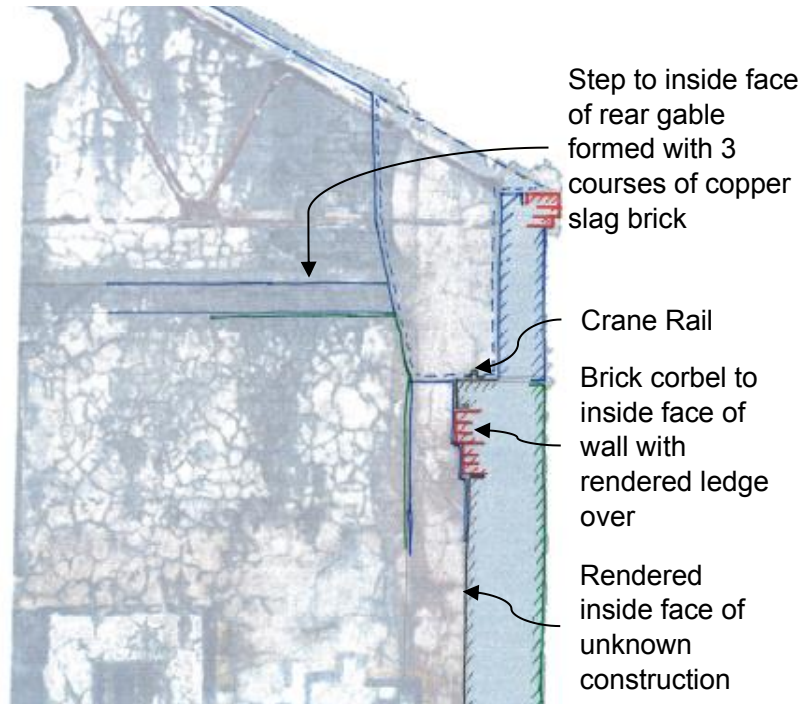 Step to inside face
of rear gable
formed with 3
courses of copper
slag brick
Crane Rail
Brick corbel to
inside face of
wall with
rendered ledge
over
Rendered
inside face of
unknown
construction